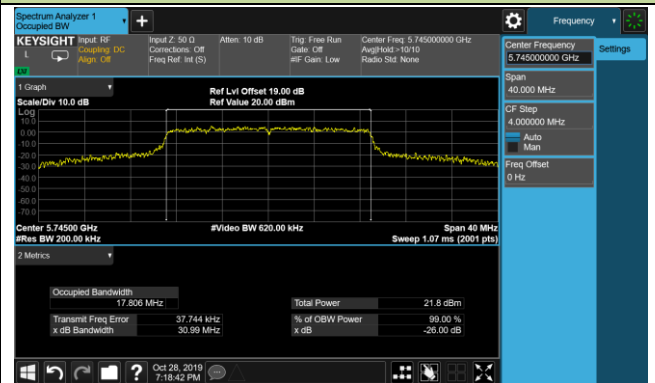 Spectrum Analyzer 1
Occupied BW
Frequency
KEYSIGHT
L
Input: RF
Coupling: DC
Align: Off
Input Z: 50 Ω
Corrections: Off
Freq Ref: Int (S)
Atten: 10 dB
Trig: Free Run
Gate: Off
#IF Gain: Low
Center Freq: 5.745000000 GHz
Avg|Hold:>10/10
Radio Std: None
Center Frequency
5.745000000 GHz
Settings
Span
40.000 MHz
CF Step
4.000000 MHz
Auto
Man
Freq Offset
0 Hz
1 Graph
Scale/Div 10.0 dB
Ref Lvl Offset 19.00 dB
Ref Value 20.00 dBm
Log
10.0
0.00
-10.0
-20.0
-30.0
-40.0
-50.0
-60.0
-70.0
Center 5.74500 GHz
#Video BW 620.00 kHz
Span 40 MHz
#Res BW 200.00 kHz
Sweep 1.07 ms (2001 pts)
2 Metrics
Occupied Bandwidth
17.806 MHz
Total Power 21.8 dBm
Transmit Freq Error 37.744 kHz
% of OBW Power 99.00 %
x dB Bandwidth 30.99 MHz
x dB -26.00 dB
?
Oct 28, 2019
7:18:42 PM